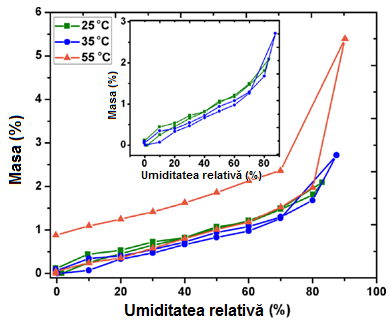 6
5
4
3
2
1
0
Masa (%)
25 °C
35 °C
55 °C
3
2
1
0
Masa (%)
0 20 40 60 80
Umiditatea relativă (%)
0 20 40 60 80 100
Umiditatea relativă (%)